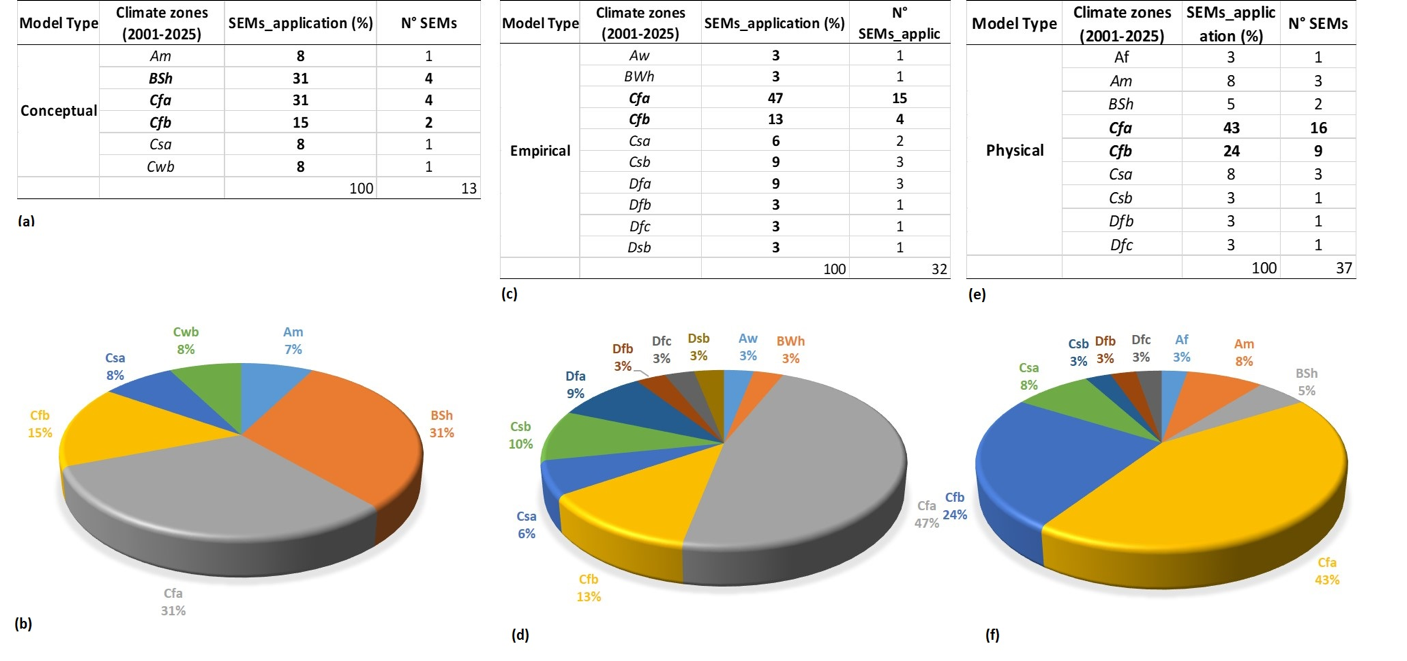 Model Type Climate zones (2001-2025) SEMs_application (%) N° SEMs
Conceptual
Am 8 1
BSh 31 4
Cfa 31 4
Cfb 15 2
Csa 8 1
Cwb 8 1
100 13
(a)
Model Type Climate zones (2001-2025) SEMs_application (%) N° SEMs_applic
Empirical
Aw 3 1
BWh 3 1
Cfa 47 15
Cfb 13 4
Csa 6 2
Csb 9 3
Dfa 9 3
Dfb 3 1
Dfc 3 1
Dsb 3 1
100 32
(c)
Model Type Climate zones (2001-2025) SEMs_applic ation (%) N° SEMs
Physical
Af 3 1
Am 8 3
BSh 5 2
Cfa 43 16
Cfb 24 9
Csa 8 3
Csb 3 1
Dfb 3 1
Dfc 3 1
100 37
(e)
Am
7%
BSh
31%
Cfa
31%
Cfb
15%
Csa
8%
Cwb
8%
(b)
Aw
3%
BWh
3%
Cfa
47%
Cfb
13%
Csa
6%
Csb
10%
Dfa
9%
Dfb
3%
Dfc
3%
Dsb
3%
(d)
Af
3%
Am
8%
BSh
5%
Cfa
43%
Cfb
24%
Csa
8%
Csb
3%
Dfb
3%
Dfc
3%
(f)